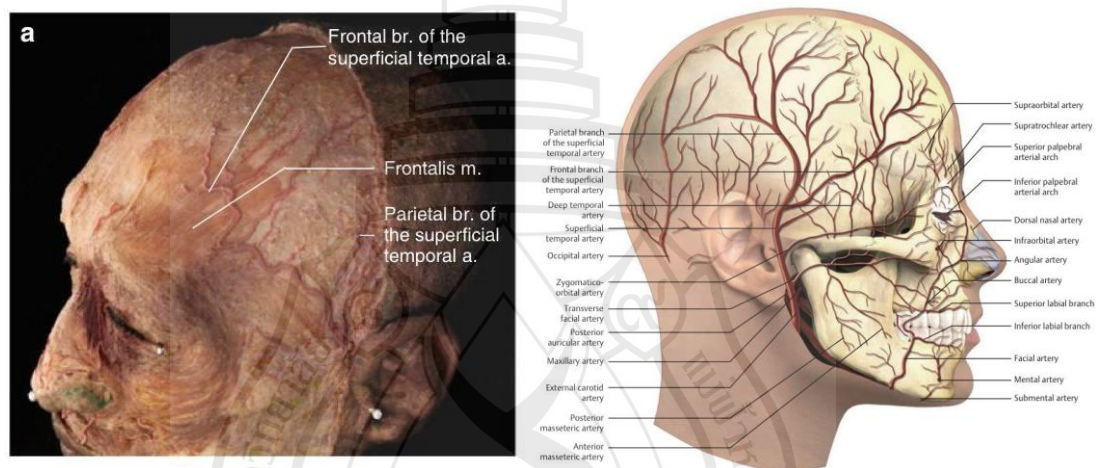 a
Frontal br. of the
superficial temporal a.
Frontalis m.
Parietal br. of
the superficial
temporal a.
Parietal branch
of the superficial
temporal artery
Frontal branch
of the superficial
temporal artery
Deep temporal
artery
Superficial
temporal artery
Occipital artery
Zygomatico-
orbital artery
Transverse
facial artery
Posterior
auricular artery
Maxillary artery
External carotid
artery
Posterior
masseteric artery
Anterior
masseteric artery
Supraorbital artery
Supratrochlear artery
Superior palpebral
arterial arch
Inferior palpebral
arterial arch
Dorsal nasal artery
Infraorbital artery
Angular artery
Buccal artery
Superior labial branch
Inferior labial branch
Facial artery
Mental artery
Submental artery